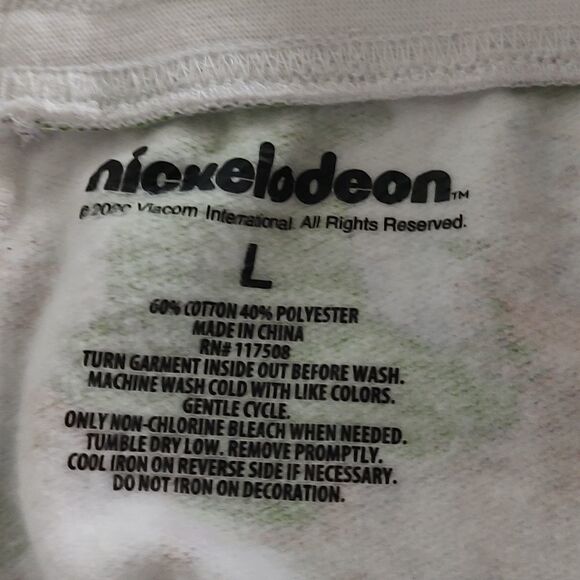 nickelodeon™
© Viacom International. All Rights Reserved.
L
60% COTTON 40% POLYESTER
MADE IN CHINA
RN# 117508
TURN GARMENT INSIDE OUT BEFORE WASH.
MACHINE WASH COLD WITH LIKE COLORS.
GENTLE CYCLE.
ONLY NON-CHLORINE BLEACH WHEN NEEDED.
TUMBLE DRY LOW. REMOVE PROMPTLY.
COOL IRON ON REVERSE SIDE IF NECESSARY.
DO NOT IRON ON DECORATION.